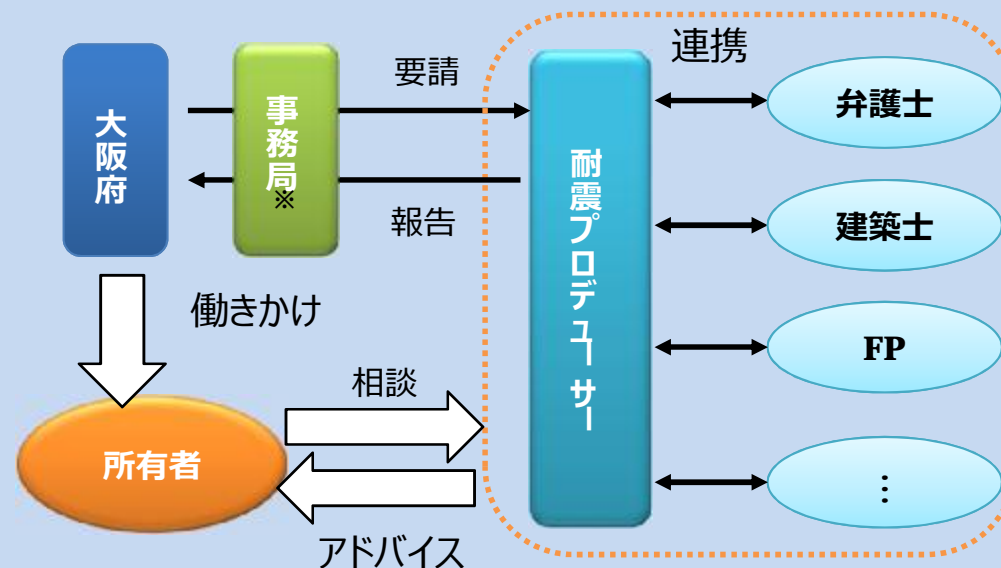 連携
大阪府
事務局
※
要請
報告
耐震プロデューサー
弁護士
建築士
FP
⋮
働きかけ
相談
所有者
アドバイス